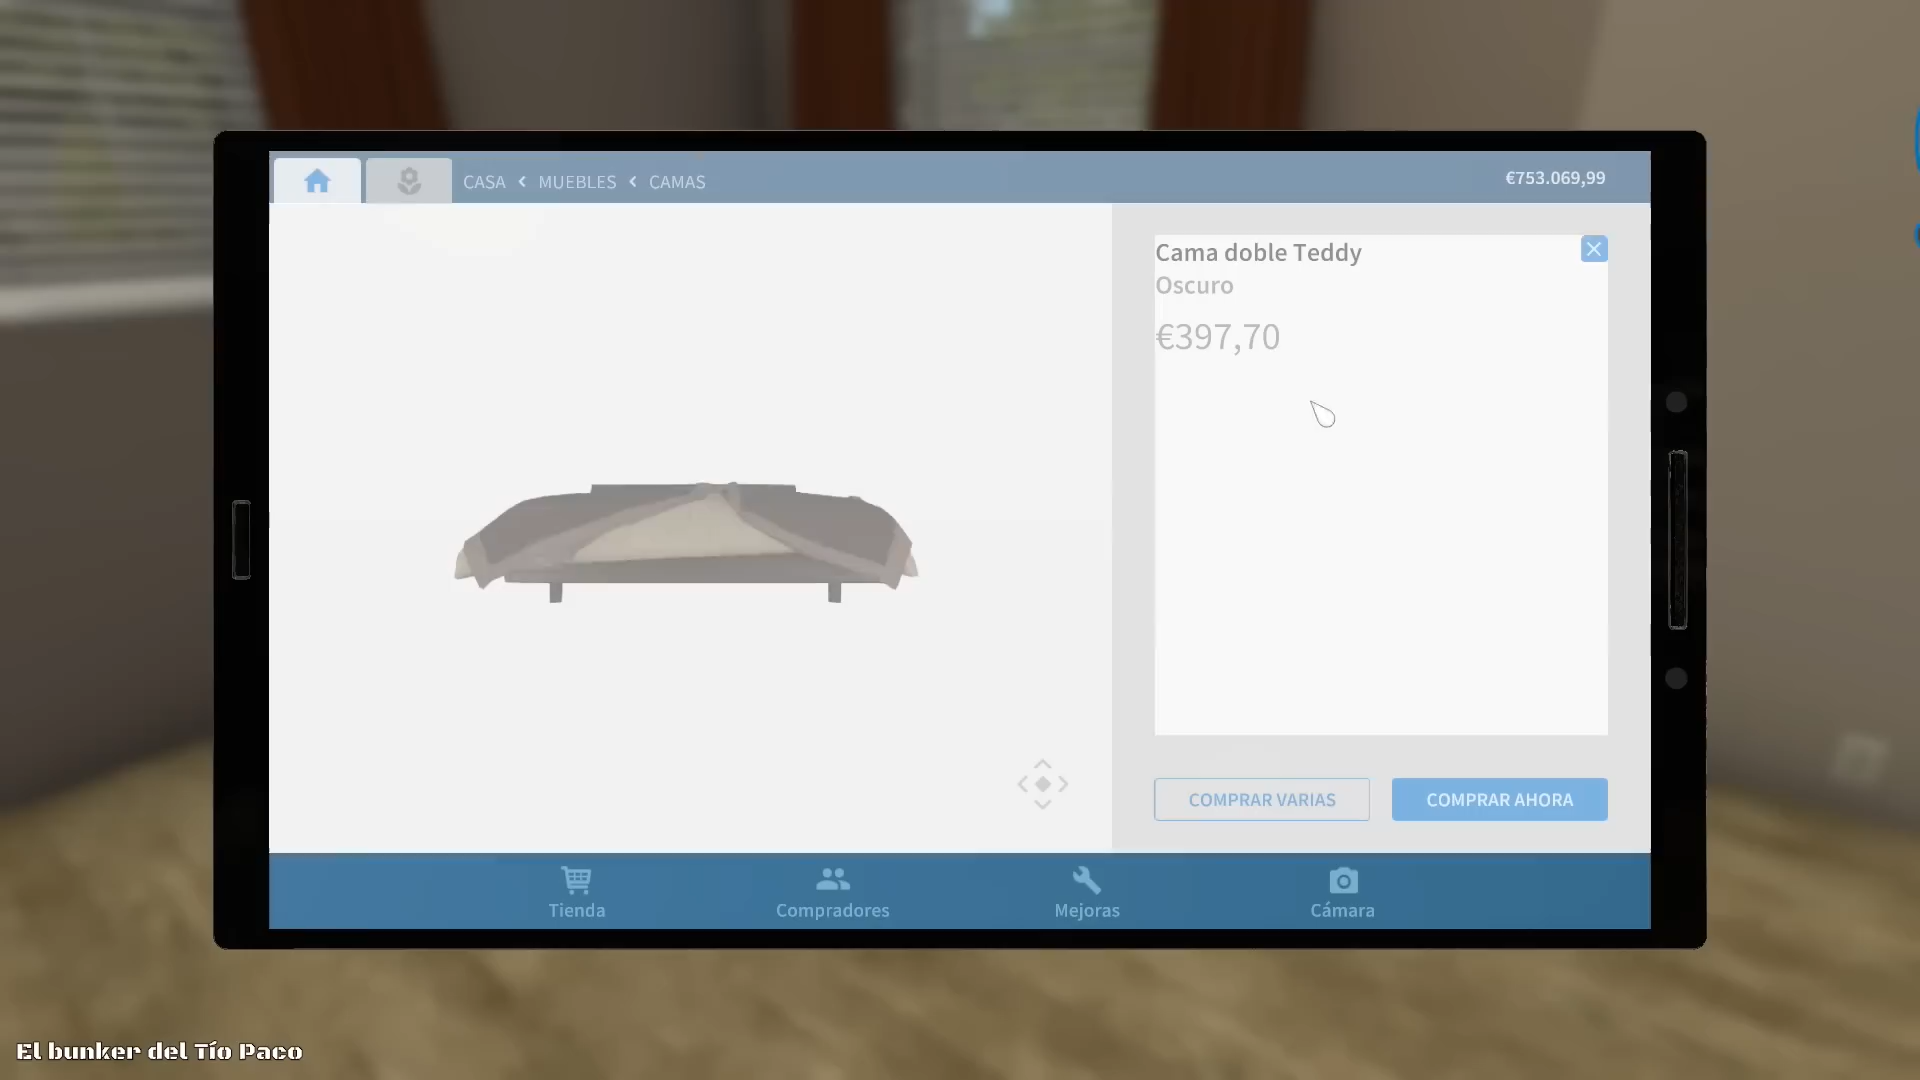 CASA < MUEBLES < CAMAS
€753.069,99
Cama doble Teddy
Oscuro
€397,70
COMPRAR VARIAS
COMPRAR AHORA
Tienda
Compradores
Mejoras
Cámara
El bunker del Tío Paco